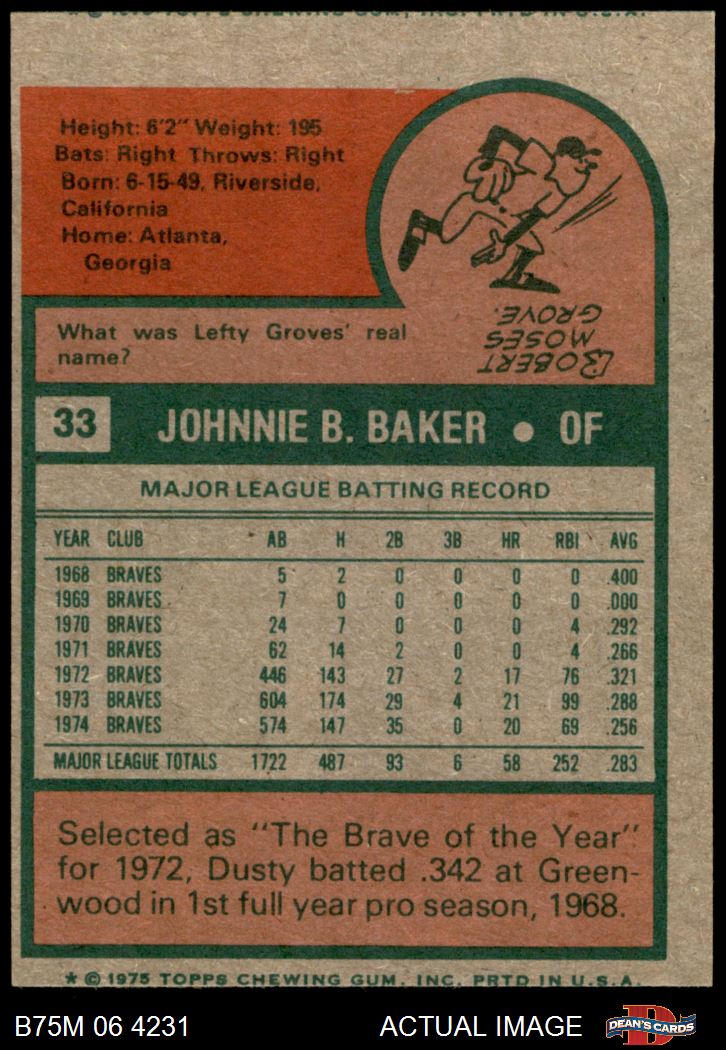 * © 1975 TOPPS CHEWING GUM, INC. PRTD IN U.S.A.
Height: 6'2" Weight: 195
Bats: Right Throws: Right
Born: 6-15-49, Riverside,
California
Home: Atlanta,
Georgia
What was Lefty Groves' real
name?
ROBERT
MOSES
GROVE.
33 JOHNNIE B. BAKER • OF
MAJOR LEAGUE BATTING RECORD
YEAR CLUB AB H 2B 3B HR RBI AVG
1968 BRAVES 5 2 0 0 0 0 .400
1969 BRAVES 7 0 0 0 0 0 .000
1970 BRAVES 24 7 0 0 0 4 .292
1971 BRAVES 62 14 2 0 0 4 .266
1972 BRAVES 446 143 27 2 17 76 .321
1973 BRAVES 604 174 29 4 21 99 .288
1974 BRAVES 574 147 35 0 20 69 .256
MAJOR LEAGUE TOTALS 1722 487 93 6 58 252 .283
Selected as "The Brave of the Year"
for 1972, Dusty batted .342 at Green-
wood in 1st full year pro season, 1968.
* © 1975 TOPPS CHEWING GUM, INC. PRTD IN U.S.A.
B75M 06 4231 ACTUAL IMAGE D DEAN'S CARDS